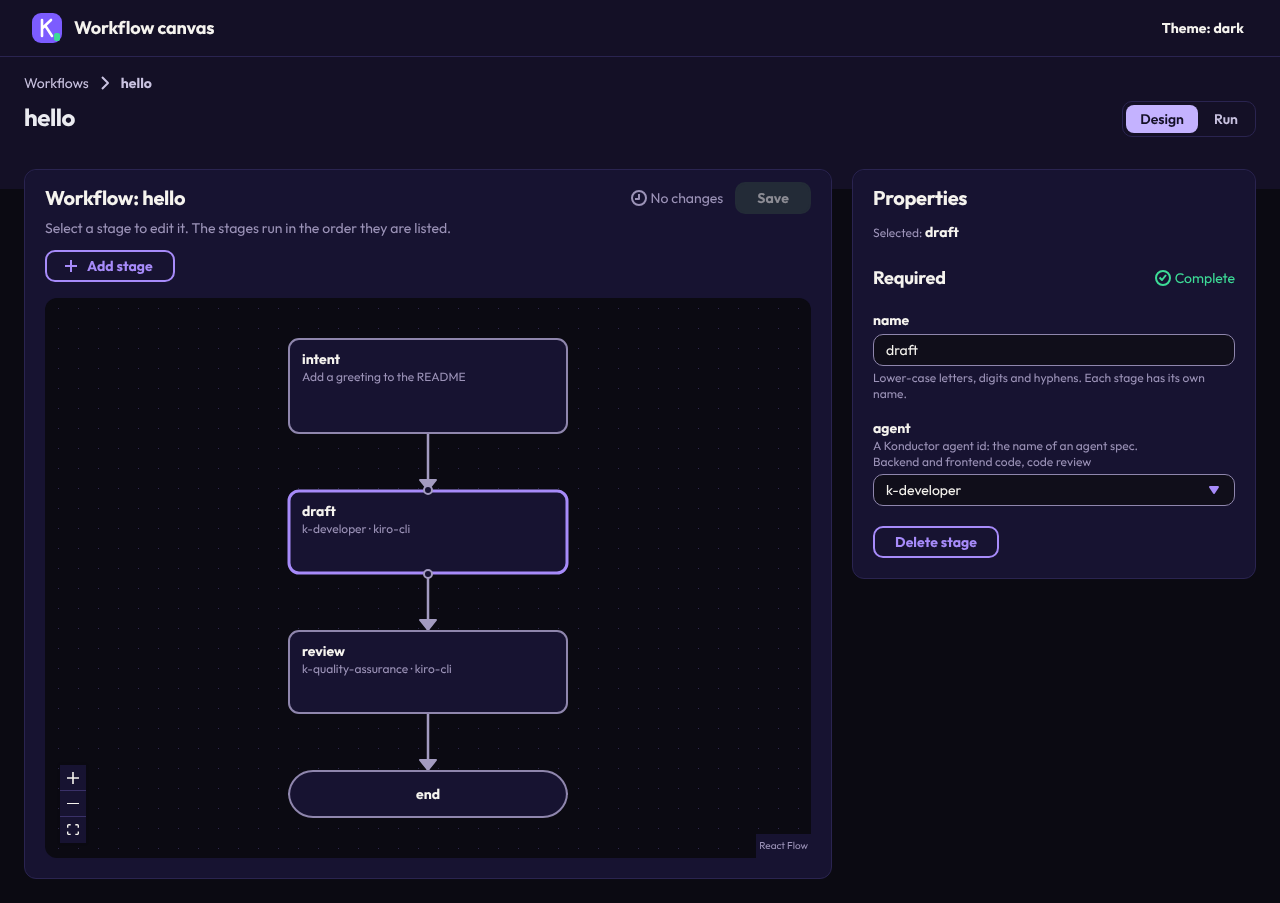 K
Workflow canvas
Theme: dark
Workflows
hello
hello
Design
Run
Workflow: hello
No changes
Save
Select a stage to edit it. The stages run in the order they are listed.
Add stage
intent
Add a greeting to the README
draft
k-developer · kiro-cli
review
k-quality-assurance · kiro-cli
end
React Flow
Properties
Selected: draft
Required
Complete
name
draft
Lower-case letters, digits and hyphens. Each stage has its own
name.
agent
A Konductor agent id: the name of an agent spec.
Backend and frontend code, code review
k-developer
Delete stage